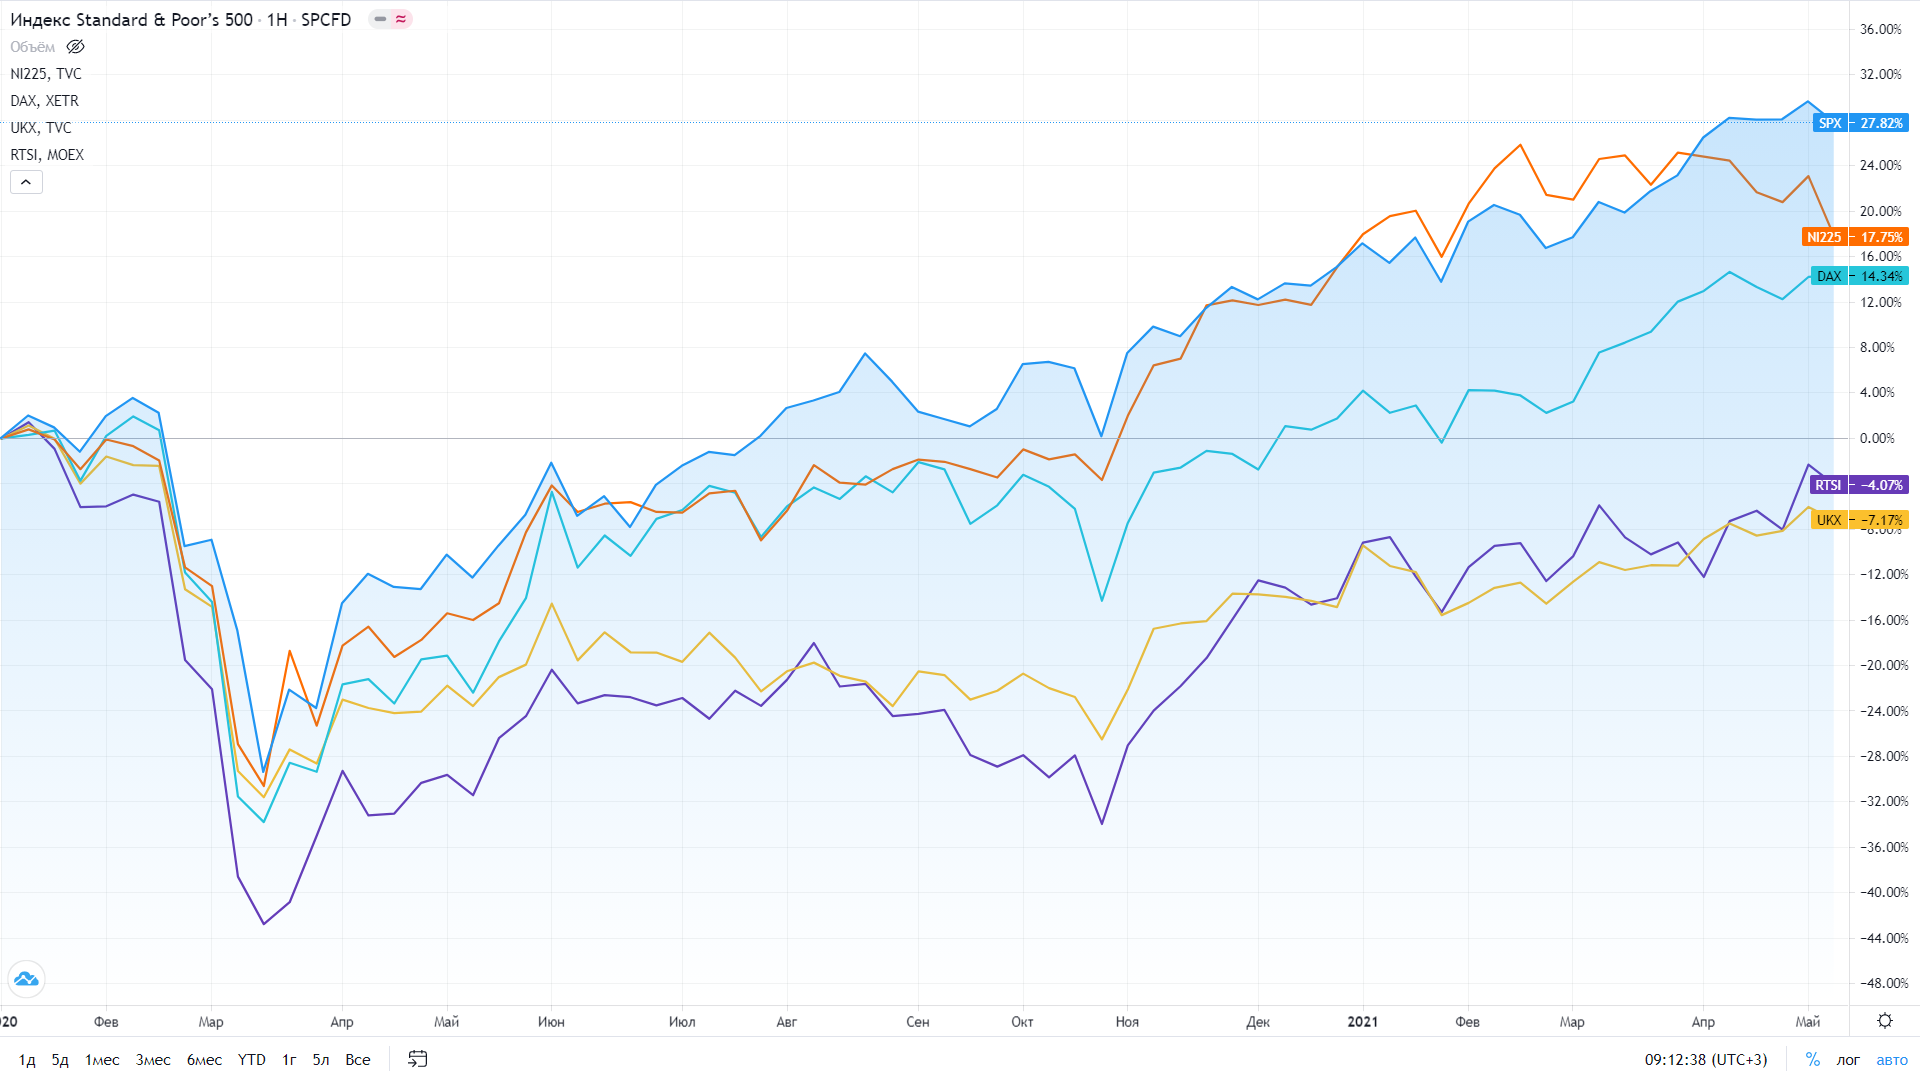 Индекс Standard & Poor's 500 · 1Н · SPCFD
Объём
NI225, TVC
DAX, XETR
UKX, TVC
RTSI, MOEX
36.00%
32.00%
SPX 27.82%
24.00%
20.00%
NI225 17.75%
16.00%
DAX 14.34%
12.00%
8.00%
4.00%
0.00%
RTSI −4.07%
UKX −7.17%
−8.00%
−12.00%
−16.00%
−20.00%
−24.00%
−28.00%
−32.00%
−36.00%
−40.00%
−44.00%
−48.00%
020 Фев Мар Апр Май Июн Июл Авг Сен Окт Ноя Дек 2021 Фев Мар Апр Май
1д 5д 1мес 3мес 6мес YTD 1г 5л Все 09:12:38 (UTC+3) % лог авто